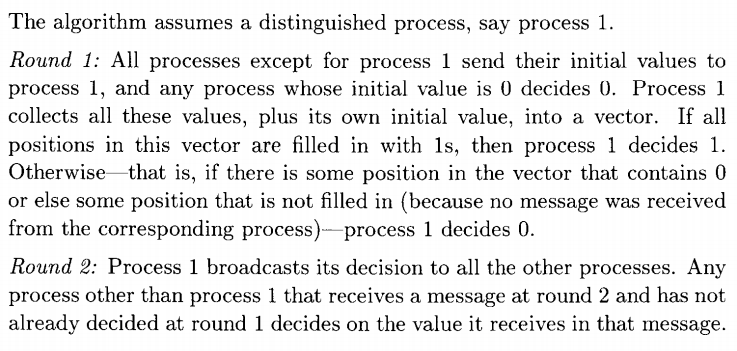 The algorithm assumes a distinguished process, say process 1.
Round 1: All processes except for process 1 send their initial values to
process 1, and any process whose initial value is 0 decides 0. Process 1
collects all these values, plus its own initial value, into a vector. If all
positions in this vector are filled in with 1s, then process 1 decides 1.
Otherwise—that is, if there is some position in the vector that contains 0
or else some position that is not filled in (because no message was received
from the corresponding process)—process 1 decides 0.
Round 2: Process 1 broadcasts its decision to all the other processes. Any
process other than process 1 that receives a message at round 2 and has not
already decided at round 1 decides on the value it receives in that message.